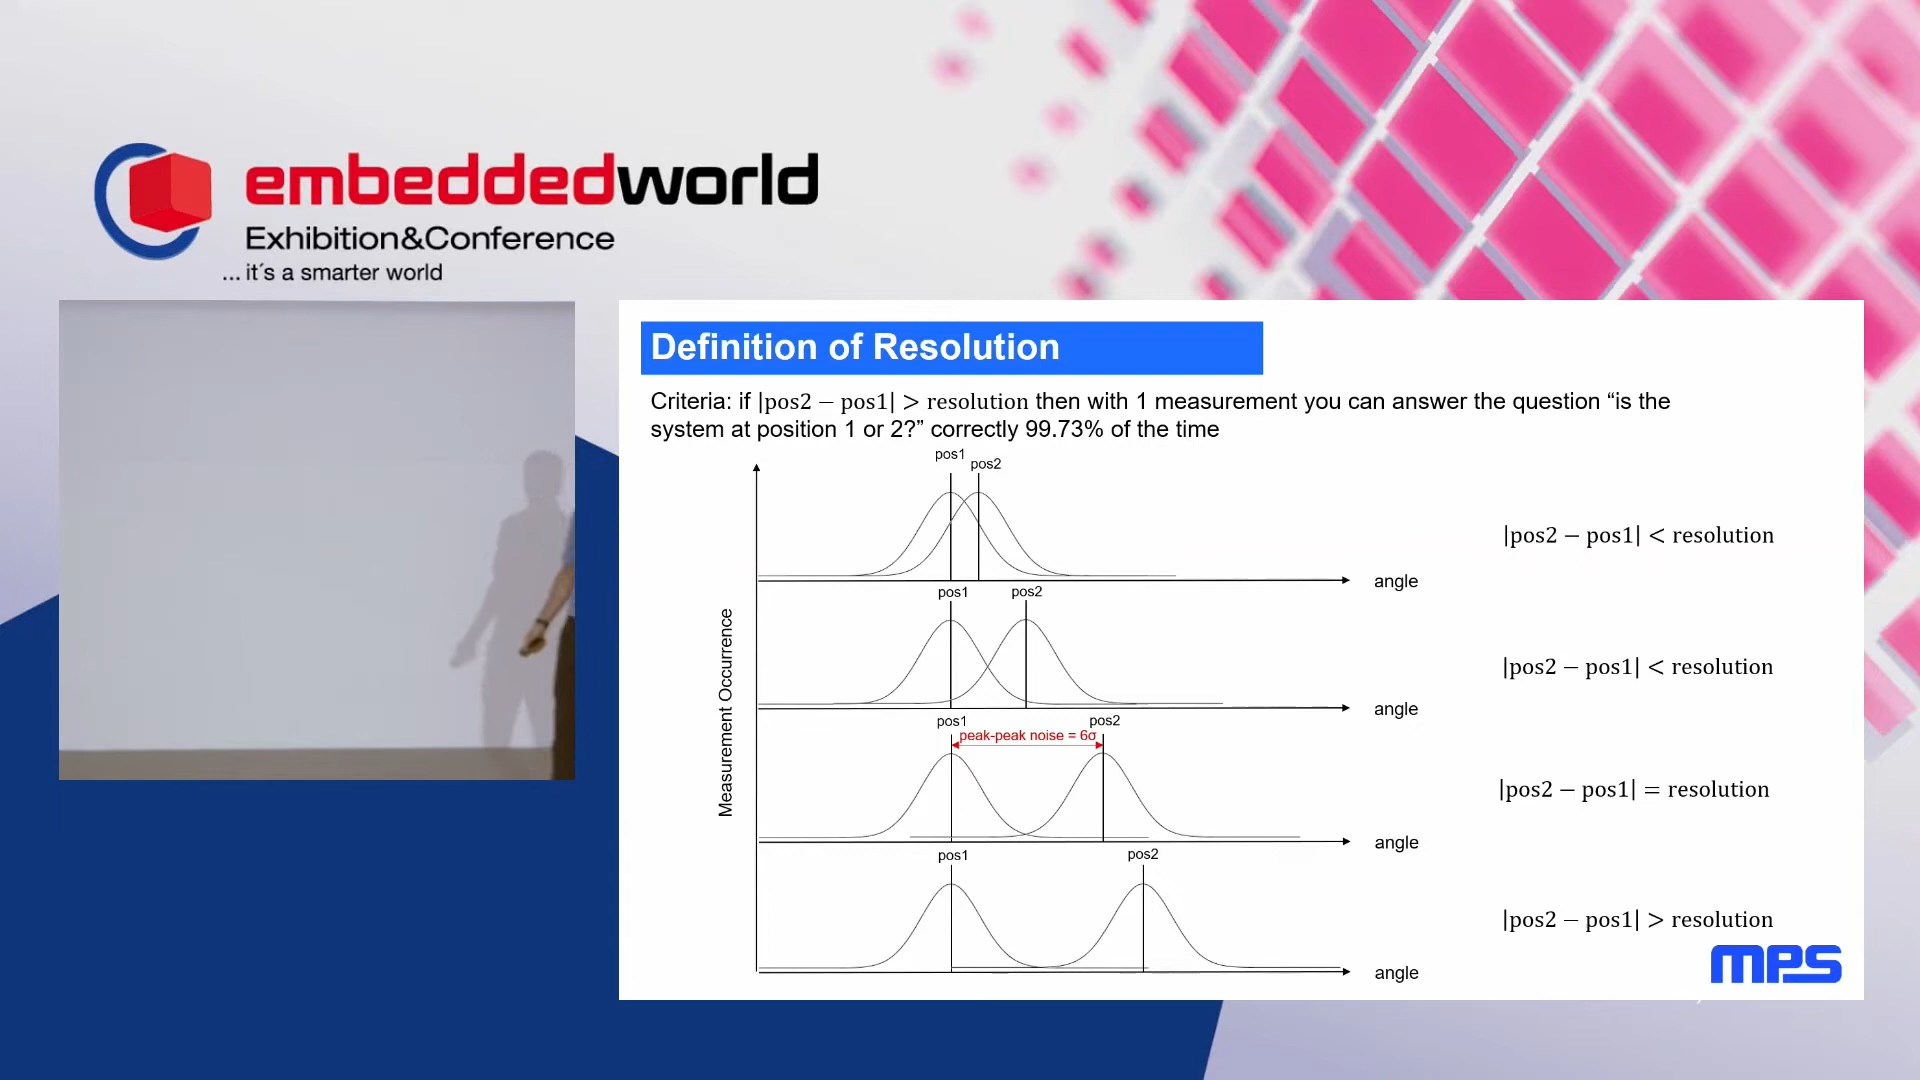 embeddedworld
Exhibition&Conference
... it´s a smarter world
Definition of Resolution
Criteria: if |pos2 − pos1| > resolution then with 1 measurement you can answer the question “is the
system at position 1 or 2?” correctly 99.73% of the time
pos1
pos2
|pos2 − pos1| < resolution
angle
pos1
pos2
|pos2 − pos1| < resolution
angle
Measurement Occurrence
pos1
pos2
peak-peak noise = 6σ
|pos2 − pos1| = resolution
angle
pos1
pos2
|pos2 − pos1| > resolution
angle
mps